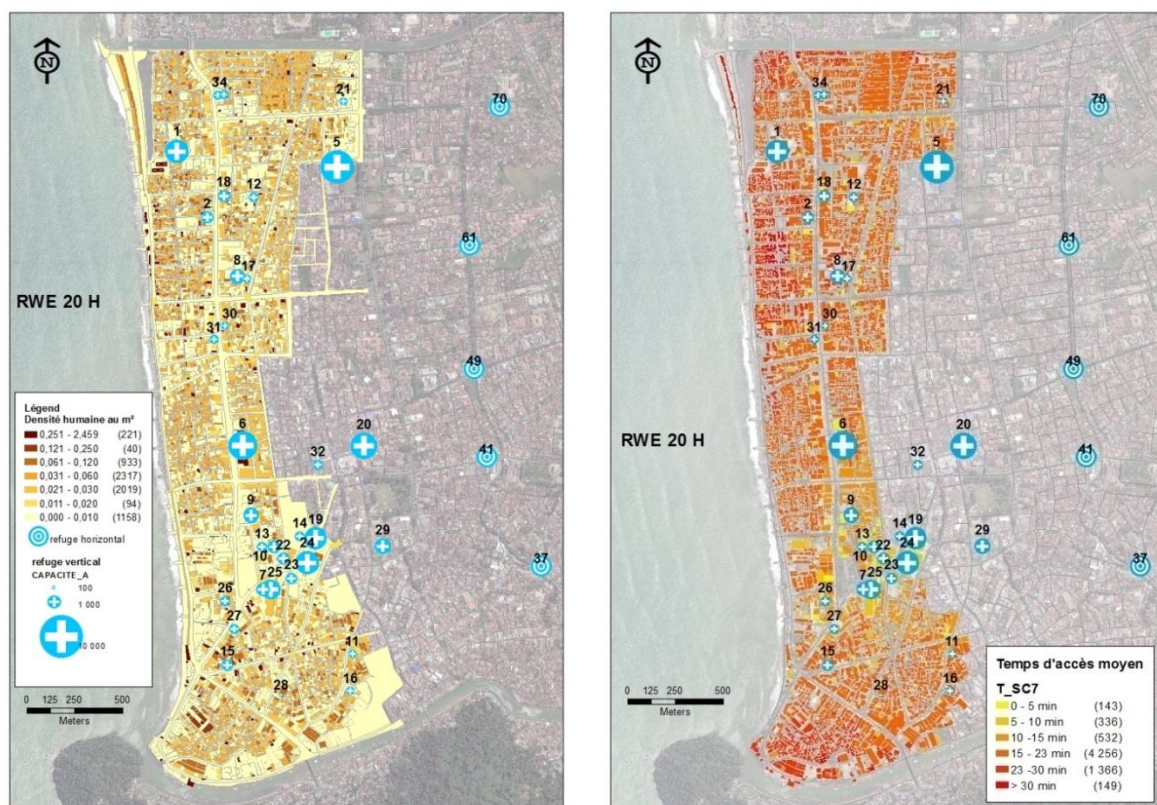 N
34
21
70
1
5
18 12
2
61
8 17
RWE 20 H
30
31
49
Légend
Densité humaine au m²
0,251 - 2,459 (221)
0,121 - 0,250 (40)
0,061 - 0,120 (933)
0,031 - 0,060 (2317)
0,021 - 0,030 (2019)
0,011 - 0,020 (94)
0,000 - 0,010 (1158)
refuge horizontal
refuge vertical
CAPACITE_A
100
1 000
10 000
6
20
32
41
9
14 19
13
10 22
24
29
7 25 23
37
26
27
15
11
28
16
0 125 250 500
Meters
N
34
21
70
1
5
13 12
2
61
8 17
30
31
49
RWE 20 H
6
20
32
41
9
14 19
13
10 22
24
29
7 25 23
37
26
27
15
11
28
16
0 125 250 500
Meters
Temps d'accès moyen
T_SC7
0 - 5 min (143)
5 - 10 min (336)
10 -15 min (532)
15 - 23 min (4 256)
23 -30 min (1 366)
> 30 min (149)